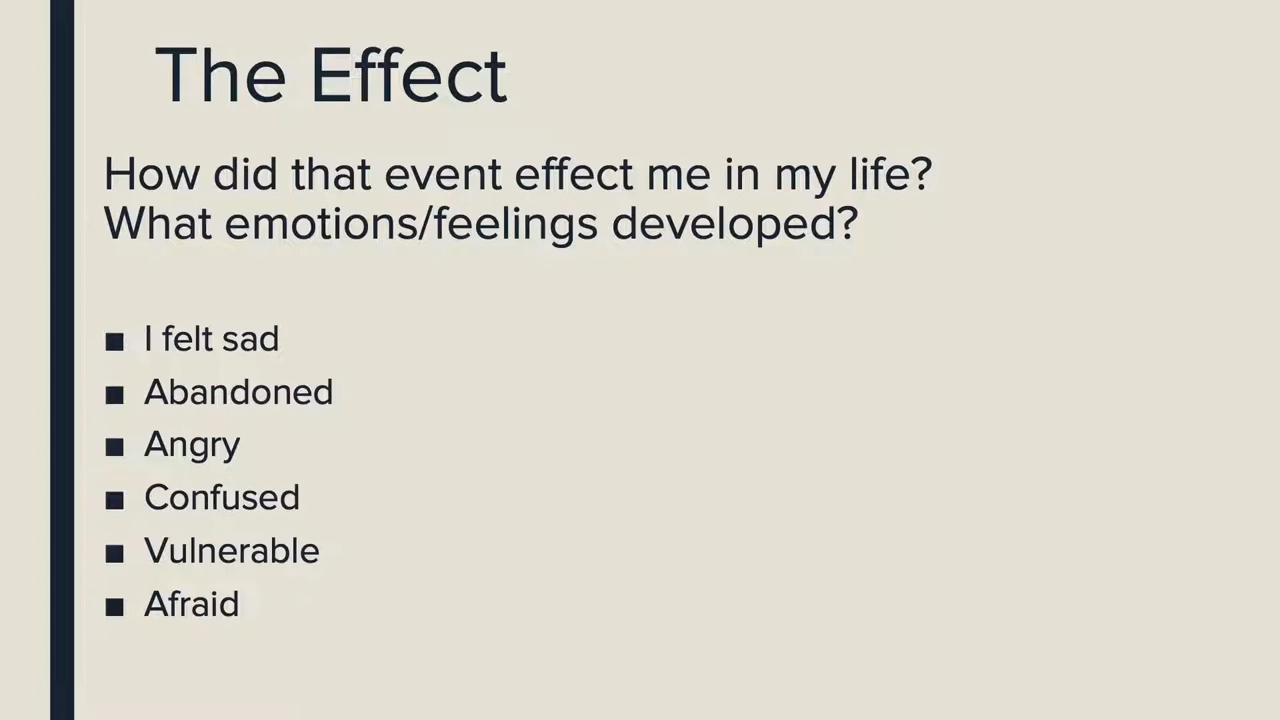 The Effect
How did that event effect me in my life?
What emotions/feelings developed?
■ I felt sad
■ Abandoned
■ Angry
■ Confused
■ Vulnerable
■ Afraid